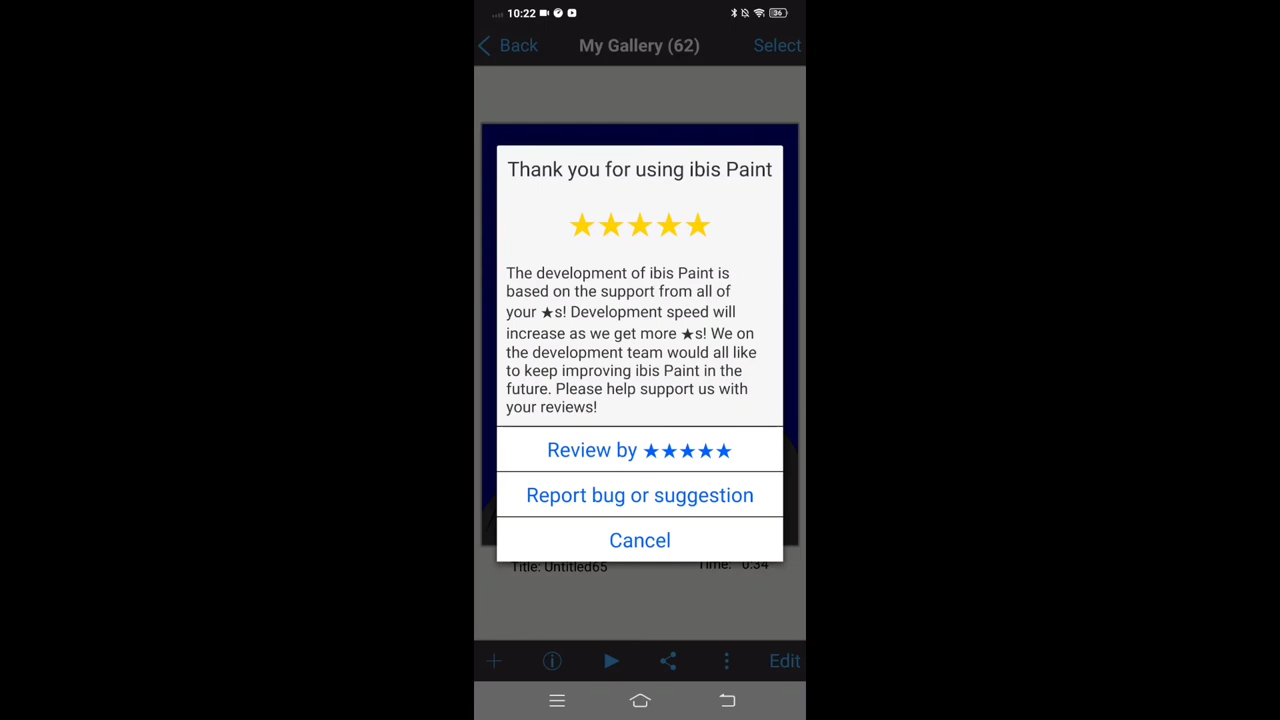 10:22 36
Back My Gallery (62) Select
Thank you for using ibis Paint
★★★★★
The development of ibis Paint is
based on the support from all of
your ★s! Development speed will
increase as we get more ★s! We on
the development team would all like
to keep improving ibis Paint in the
future. Please help support us with
your reviews!
Review by ★★★★★
Report bug or suggestion
Cancel
Title: Untitled65 Time: 0:34
Edit